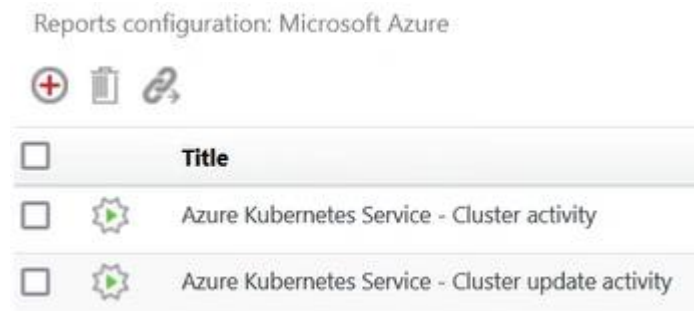 Reports configuration: Microsoft Azure
Title
Azure Kubernetes Service - Cluster activity
Azure Kubernetes Service - Cluster update activity